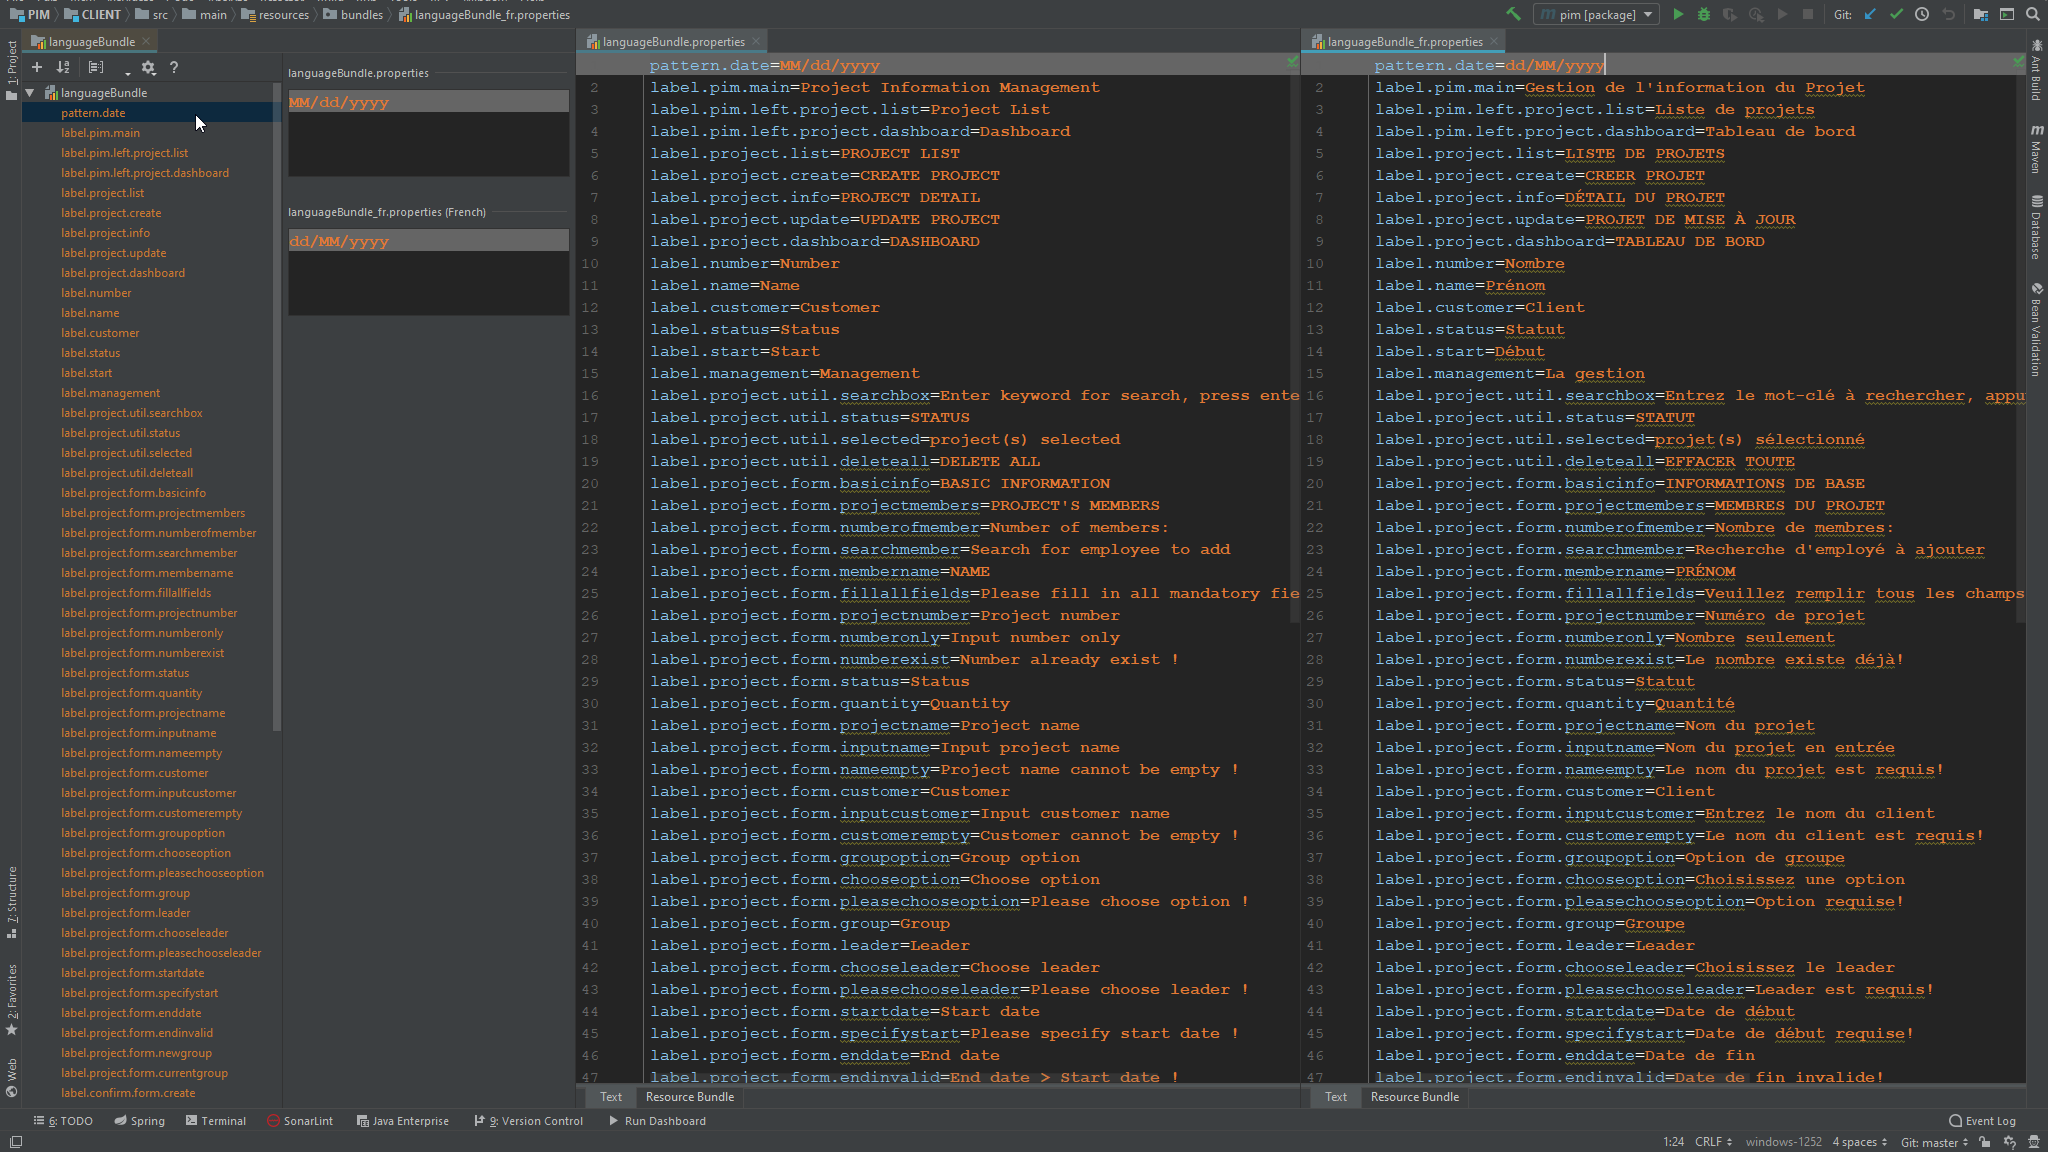 PIM CLIENT src main resources bundles languageBundle_fr.properties
pim [package]
Git:
languageBundle
languageBundle.properties
languageBundle_fr.properties
1: Project
7: Structure
2: Favorites
Web
Ant Build
Maven
Database
Bean Validation
languageBundle
pattern.date
label.pim.main
label.pim.left.project.list
label.pim.left.project.dashboard
label.project.list
label.project.create
label.project.info
label.project.update
label.project.dashboard
label.number
label.name
label.customer
label.status
label.start
label.management
label.project.util.searchbox
label.project.util.status
label.project.util.selected
label.project.util.deleteall
label.project.form.basicinfo
label.project.form.projectmembers
label.project.form.numberofmember
label.project.form.searchmember
label.project.form.membername
label.project.form.fillallfields
label.project.form.projectnumber
label.project.form.numberonly
label.project.form.numberexist
label.project.form.status
label.project.form.quantity
label.project.form.projectname
label.project.form.inputname
label.project.form.nameempty
label.project.form.customer
label.project.form.inputcustomer
label.project.form.customerempty
label.project.form.groupoption
label.project.form.chooseoption
label.project.form.pleasechooseoption
label.project.form.group
label.project.form.leader
label.project.form.chooseleader
label.project.form.pleasechooseleader
label.project.form.startdate
label.project.form.specifystart
label.project.form.enddate
label.project.form.endinvalid
label.project.form.newgroup
label.project.form.currentgroup
label.confirm.form.create
languageBundle.properties
MM/dd/yyyy
languageBundle_fr.properties (French)
dd/MM/yyyy
pattern.date=MM/dd/yyyy
2 label.pim.main=Project Information Management
3 label.pim.left.project.list=Project List
4 label.pim.left.project.dashboard=Dashboard
5 label.project.list=PROJECT LIST
6 label.project.create=CREATE PROJECT
7 label.project.info=PROJECT DETAIL
8 label.project.update=UPDATE PROJECT
9 label.project.dashboard=DASHBOARD
10 label.number=Number
11 label.name=Name
12 label.customer=Customer
13 label.status=Status
14 label.start=Start
15 label.management=Management
16 label.project.util.searchbox=Enter keyword for search, press ente
17 label.project.util.status=STATUS
18 label.project.util.selected=project(s) selected
19 label.project.util.deleteall=DELETE ALL
20 label.project.form.basicinfo=BASIC INFORMATION
21 label.project.form.projectmembers=PROJECT'S MEMBERS
22 label.project.form.numberofmember=Number of members:
23 label.project.form.searchmember=Search for employee to add
24 label.project.form.membername=NAME
25 label.project.form.fillallfields=Please fill in all mandatory fie
26 label.project.form.projectnumber=Project number
27 label.project.form.numberonly=Input number only
28 label.project.form.numberexist=Number already exist !
29 label.project.form.status=Status
30 label.project.form.quantity=Quantity
31 label.project.form.projectname=Project name
32 label.project.form.inputname=Input project name
33 label.project.form.nameempty=Project name cannot be empty !
34 label.project.form.customer=Customer
35 label.project.form.inputcustomer=Input customer name
36 label.project.form.customerempty=Customer cannot be empty !
37 label.project.form.groupoption=Group option
38 label.project.form.chooseoption=Choose option
39 label.project.form.pleasechooseoption=Please choose option !
40 label.project.form.group=Group
41 label.project.form.leader=Leader
42 label.project.form.chooseleader=Choose leader
43 label.project.form.pleasechooseleader=Please choose leader !
44 label.project.form.startdate=Start date
45 label.project.form.specifystart=Please specify start date !
46 label.project.form.enddate=End date
47 label.project.form.endinvalid=End date > Start date !
Text Resource Bundle
pattern.date=dd/MM/yyyy
2 label.pim.main=Gestion de l'information du Projet
3 label.pim.left.project.list=Liste de projets
4 label.pim.left.project.dashboard=Tableau de bord
5 label.project.list=LISTE DE PROJETS
6 label.project.create=CREER PROJET
7 label.project.info=DÉTAIL DU PROJET
8 label.project.update=PROJET DE MISE À JOUR
9 label.project.dashboard=TABLEAU DE BORD
10 label.number=Nombre
11 label.name=Prénom
12 label.customer=Client
13 label.status=Statut
14 label.start=Début
15 label.management=La gestion
16 label.project.util.searchbox=Entrez le mot-clé à rechercher, appu
17 label.project.util.status=STATUT
18 label.project.util.selected=projet(s) sélectionné
19 label.project.util.deleteall=EFFACER TOUTE
20 label.project.form.basicinfo=INFORMATIONS DE BASE
21 label.project.form.projectmembers=MEMBRES DU PROJET
22 label.project.form.numberofmember=Nombre de membres:
23 label.project.form.searchmember=Recherche d'employé à ajouter
24 label.project.form.membername=PRÉNOM
25 label.project.form.fillallfields=Veuillez remplir tous les champs
26 label.project.form.projectnumber=Numéro de projet
27 label.project.form.numberonly=Nombre seulement
28 label.project.form.numberexist=Le nombre existe déjà!
29 label.project.form.status=Statut
30 label.project.form.quantity=Quantité
31 label.project.form.projectname=Nom du projet
32 label.project.form.inputname=Nom du projet en entrée
33 label.project.form.nameempty=Le nom du projet est requis!
34 label.project.form.customer=Client
35 label.project.form.inputcustomer=Entrez le nom du client
36 label.project.form.customerempty=Le nom du client est requis!
37 label.project.form.groupoption=Option de groupe
38 label.project.form.chooseoption=Choisissez une option
39 label.project.form.pleasechooseoption=Option requise!
40 label.project.form.group=Groupe
41 label.project.form.leader=Leader
42 label.project.form.chooseleader=Choisissez le leader
43 label.project.form.pleasechooseleader=Leader est requis!
44 label.project.form.startdate=Date de début
45 label.project.form.specifystart=Date de début requise!
46 label.project.form.enddate=Date de fin
47 label.project.form.endinvalid=Date de fin invalide!
Text Resource Bundle
6: TODO Spring Terminal SonarLint Java Enterprise 9: Version Control Run Dashboard Event Log
1:24 CRLF windows-1252 4 spaces Git: master